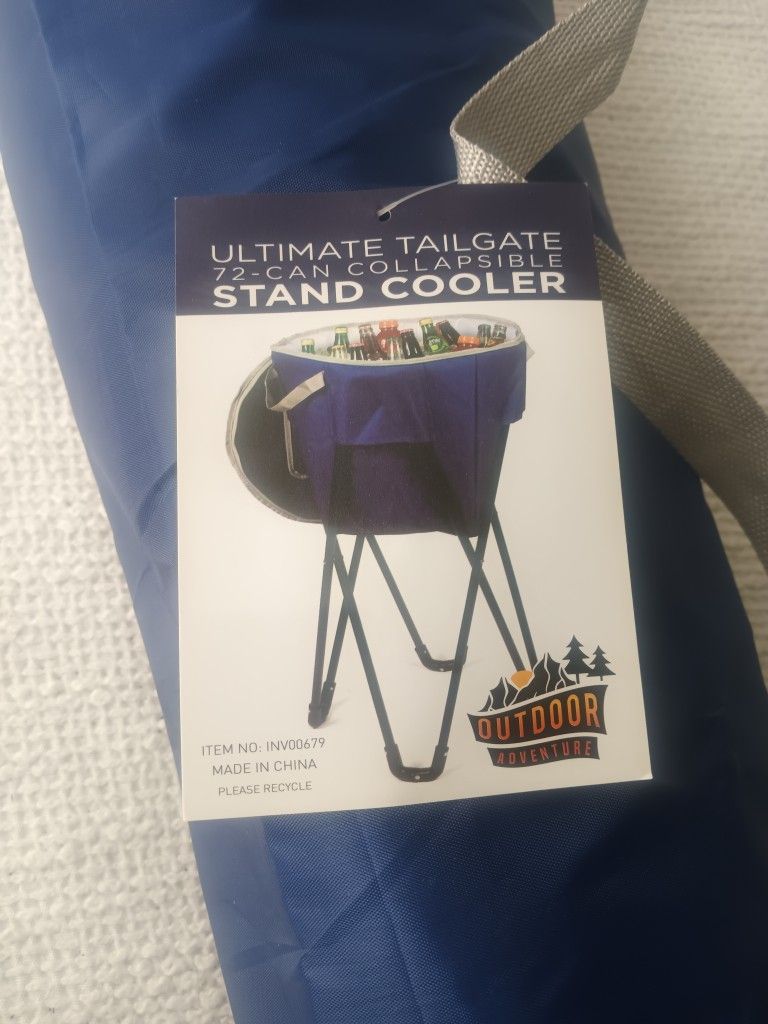 ULTIMATE TAILGATE
72-CAN COLLAPSIBLE
STAND COOLER
ITEM NO: INV00679
MADE IN CHINA
PLEASE RECYCLE
OUTDOOR
ADVENTURE